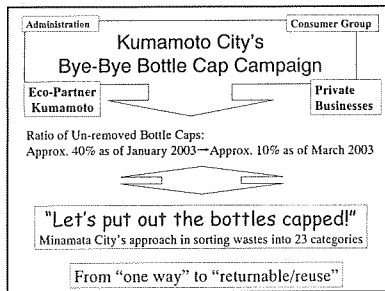 Administration
Consumer Group
Kumamoto City's
Bye-Bye Bottle Cap Campaign
Eco-Partner
Kumamoto
Private
Businesses
Ratio of Un-removed Bottle Caps:
Approx. 40% as of January 2003→Approx. 10% as of March 2003
"Let's put out the bottles capped!"
Minamata City's approach in sorting wastes into 23 categories
From "one way" to "returnable/reuse"